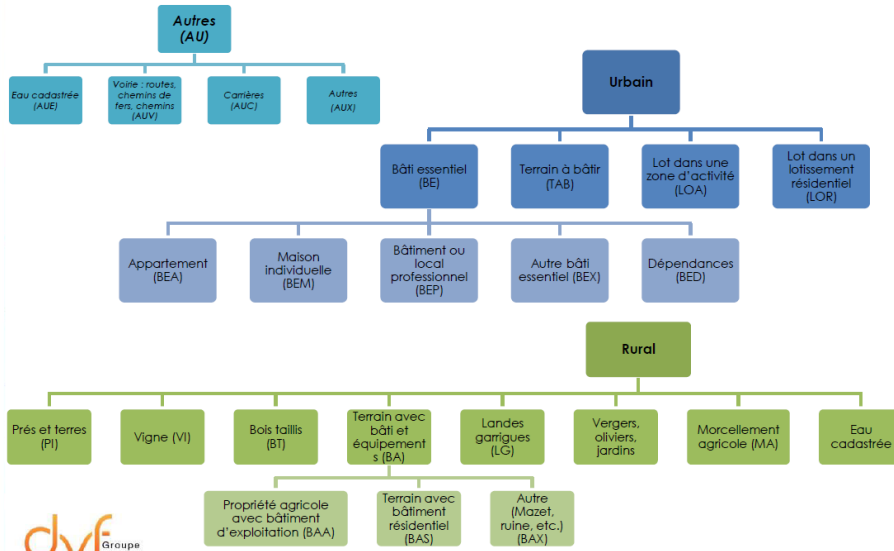 Autres
(AU)
Eau cadastrée
(AUE)
Voirie : routes,
chemins de
fers, chemins
(AUV)
Carrières
(AUC)
Autres
(AUX)
Urbain
Bâti essentiel
(BE)
Terrain à bâtir
(TAB)
Lot dans une
zone d'activité
(LOA)
Lot dans un
lotissement
résidentiel
(LOR)
Appartement
(BEA)
Maison
individuelle
(BEM)
Bâtiment ou
local
professionnel
(BEP)
Autre bâti
essentiel (BEX)
Dépendances
(BED)
Rural
Prés et terres
(PI)
Vigne (VI)
Bois taillis
(BT)
Terrain avec
bâti et
équipement
s (BA)
Landes
garrigues
(LG)
Vergers,
oliviers,
jardins
Morcellement
agricole (MA)
Eau
cadastrée
Propriété agricole
avec bâtiment
d'exploitation (BAA)
Terrain avec
bâtiment
résidentiel
(BAS)
Autre
(Mazet,
ruine, etc.)
(BAX)
dvf
Groupe